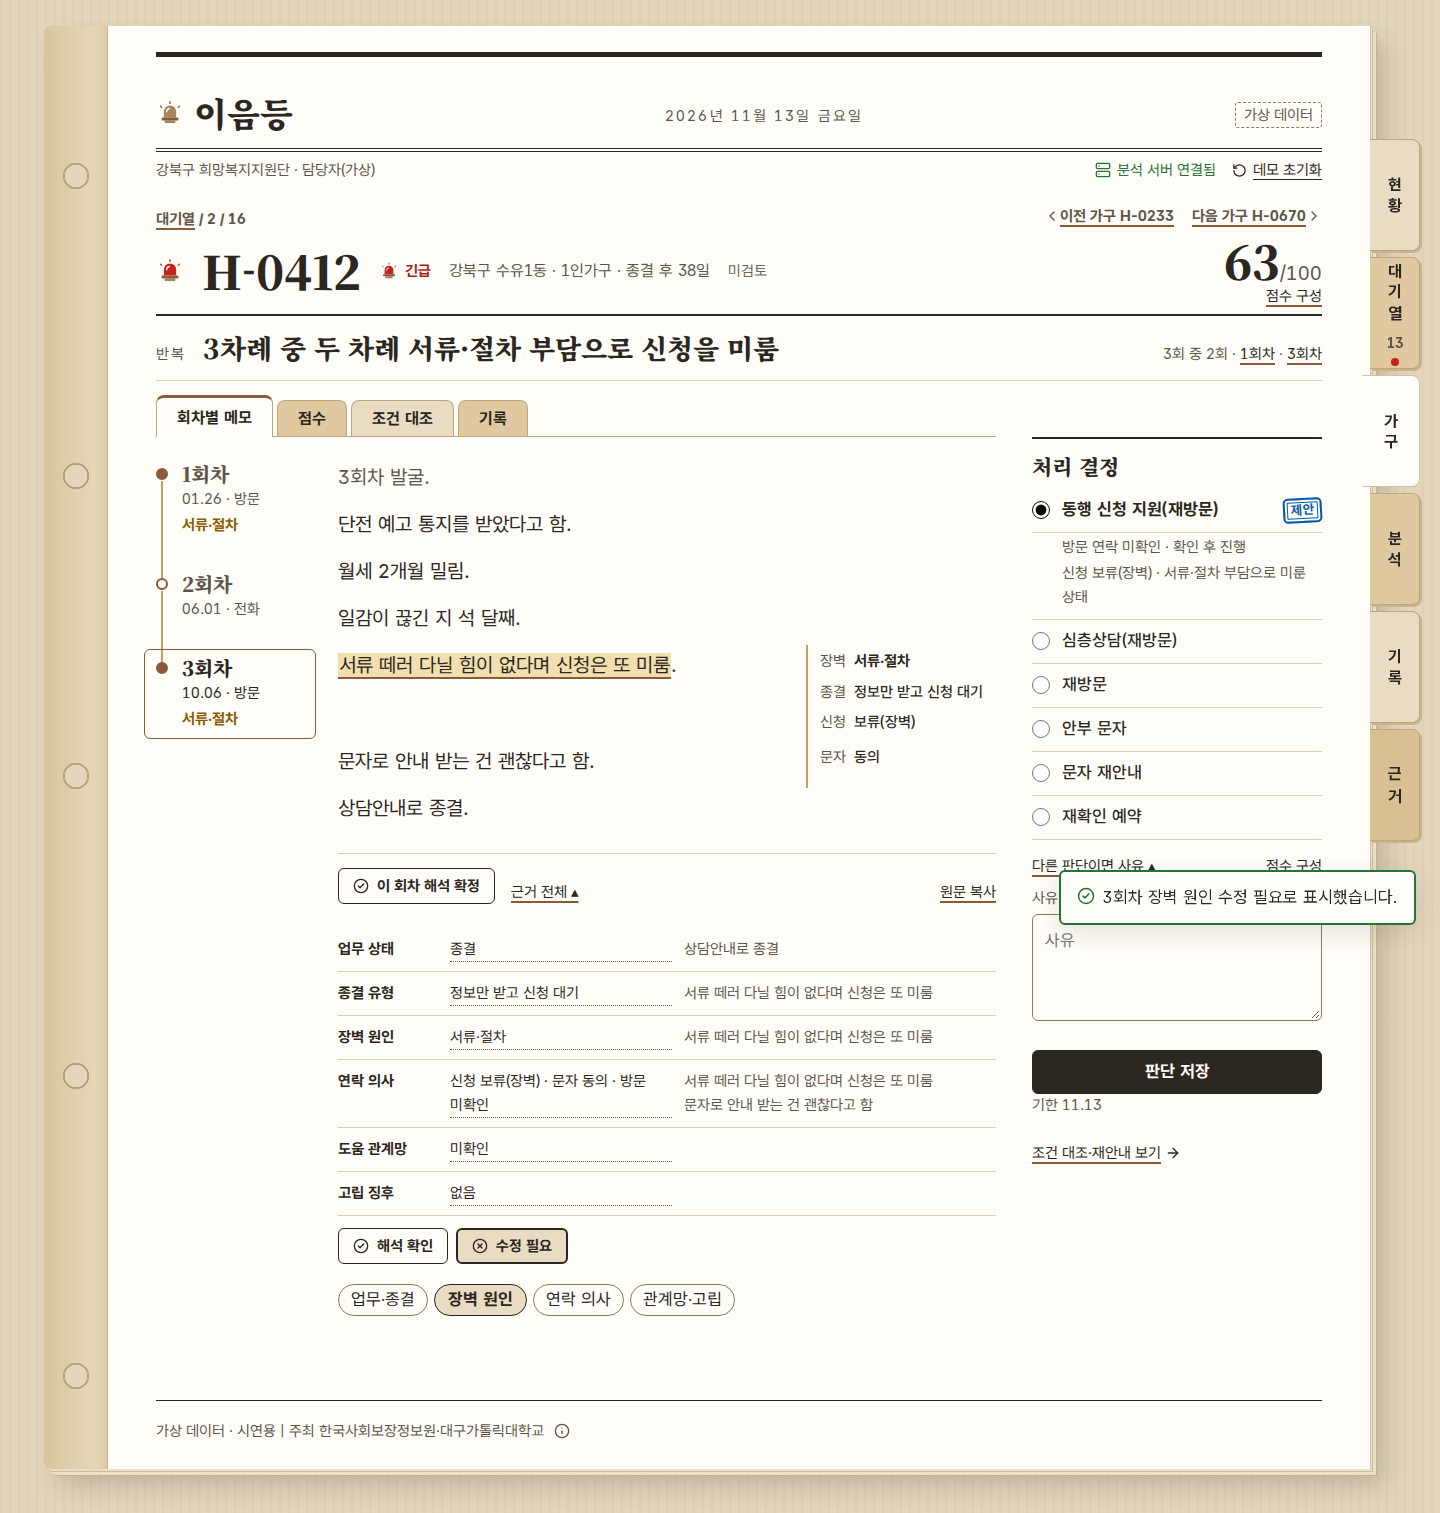 이음등
2026년 11월 13일 금요일
가상 데이터
강북구 희망복지지원단 · 담당자(가상)
분석 서버 연결됨
데모 초기화
대기열 / 2 / 16
이전 가구 H-0233
다음 가구 H-0670
H-0412
긴급
강북구 수유1동 · 1인가구 · 종결 후 38일
미검토
63/100
점수 구성
반복
3차례 중 두 차례 서류·절차 부담으로 신청을 미룸
3회 중 2회 · 1회차 · 3회차
회차별 메모
점수
조건 대조
기록
1회차
01.26 · 방문
서류·절차
2회차
06.01 · 전화
3회차
10.06 · 방문
서류·절차
3회차 발굴.
단전 예고 통지를 받았다고 함.
월세 2개월 밀림.
일감이 끊긴 지 석 달째.
서류 떼러 다닐 힘이 없다며 신청은 또 미룸.
문자로 안내 받는 건 괜찮다고 함.
상담안내로 종결.
장벽 서류·절차
종결 정보만 받고 신청 대기
신청 보류(장벽)
문자 동의
이 회차 해석 확정
근거 전체 ▴
원문 복사
업무 상태 종결 상담안내로 종결
종결 유형 정보만 받고 신청 대기 서류 떼러 다닐 힘이 없다며 신청은 또 미룸
장벽 원인 서류·절차 서류 떼러 다닐 힘이 없다며 신청은 또 미룸
연락 의사 신청 보류(장벽) · 문자 동의 · 방문 서류 떼러 다닐 힘이 없다며 신청은 또 미룸
미확인 문자로 안내 받는 건 괜찮다고 함
도움 관계망 미확인
고립 징후 없음
해석 확인
수정 필요
업무·종결
장벽 원인
연락 의사
관계망·고립
처리 결정
동행 신청 지원(재방문)
제안
방문 연락 미확인 · 확인 후 진행
신청 보류(장벽) · 서류·절차 부담으로 미룬
상태
심층상담(재방문)
재방문
안부 문자
문자 재안내
재확인 예약
다른 판단이면 사유 ▴
점수 구성
사유
3회차 장벽 원인 수정 필요로 표시했습니다.
사유
판단 저장
기한 11.13
조건 대조·재안내 보기
현황
대기열
13
가구
분석
기록
근거
가상 데이터 · 시연용 | 주최 한국사회보장정보원·대구가톨릭대학교